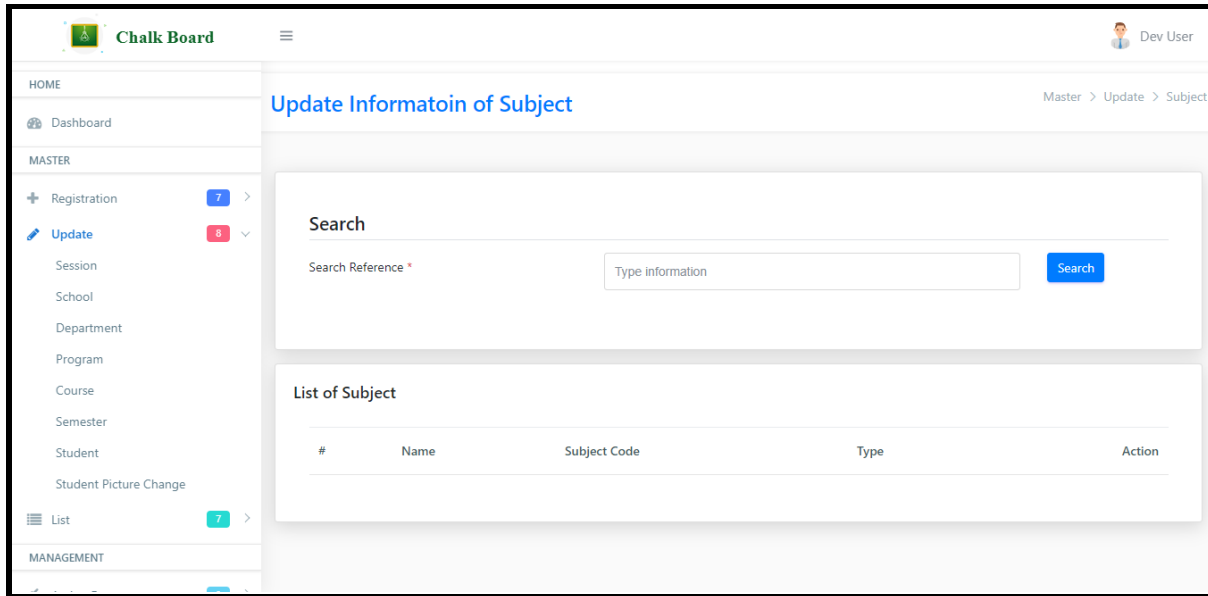 Chalk Board
Dev User
HOME
Dashboard
MASTER
Registration 7
Update 8
Session
School
Department
Program
Course
Semester
Student
Student Picture Change
List 7
MANAGEMENT
Update Informatoin of Subject
Master > Update > Subject
Search
Search Reference *
Type information
Search
List of Subject
# Name Subject Code Type Action